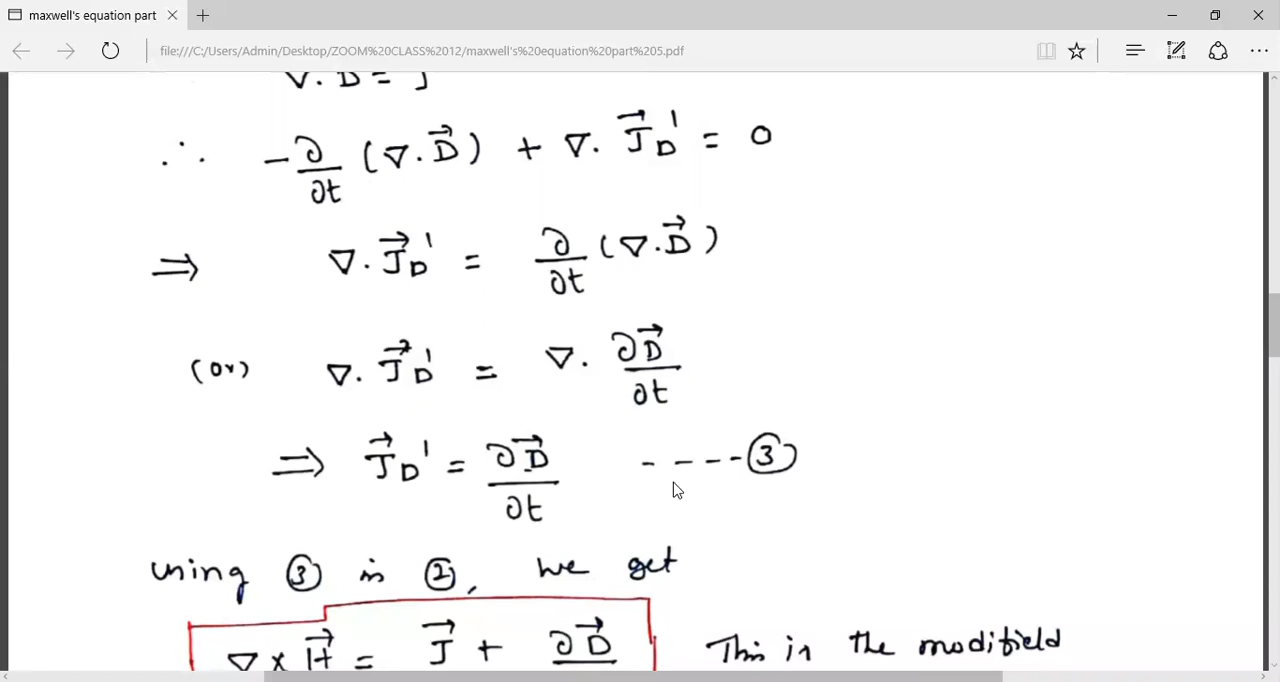 maxwell's equation part
file:///C:/Users/Admin/Desktop/ZOOM%20CLASS%2012/maxwell's%20equation%20part%205.pdf
∴ -∂/∂t (∇.D⃗) + ∇.J⃗D' = 0
⇒ ∇.J⃗D' = ∂/∂t (∇.D⃗)
(or) ∇.J⃗D' = ∇. ∂D⃗/∂t
⇒ J⃗D' = ∂D⃗/∂t ----③
using ③ in ②, we get
∇×H⃗ = J⃗ + ∂D⃗ This is the modifield